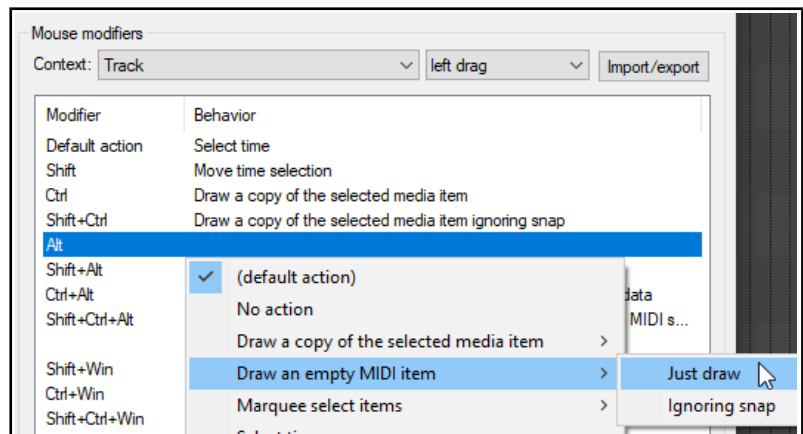 Mouse modifiers
Context: Track left drag Import/export
Modifier Behavior
Default action Select time
Shift Move time selection
Ctrl Draw a copy of the selected media item
Shift+Ctrl Draw a copy of the selected media item ignoring snap
Alt
Shift+Alt (default action)
Ctrl+Alt data
No action
Shift+Ctrl+Alt MIDI s...
Draw a copy of the selected media item >
Shift+Win Draw an empty MIDI item > Just draw
Ctrl+Win
Shift+Ctrl+Win Marquee select items > Ignoring snap